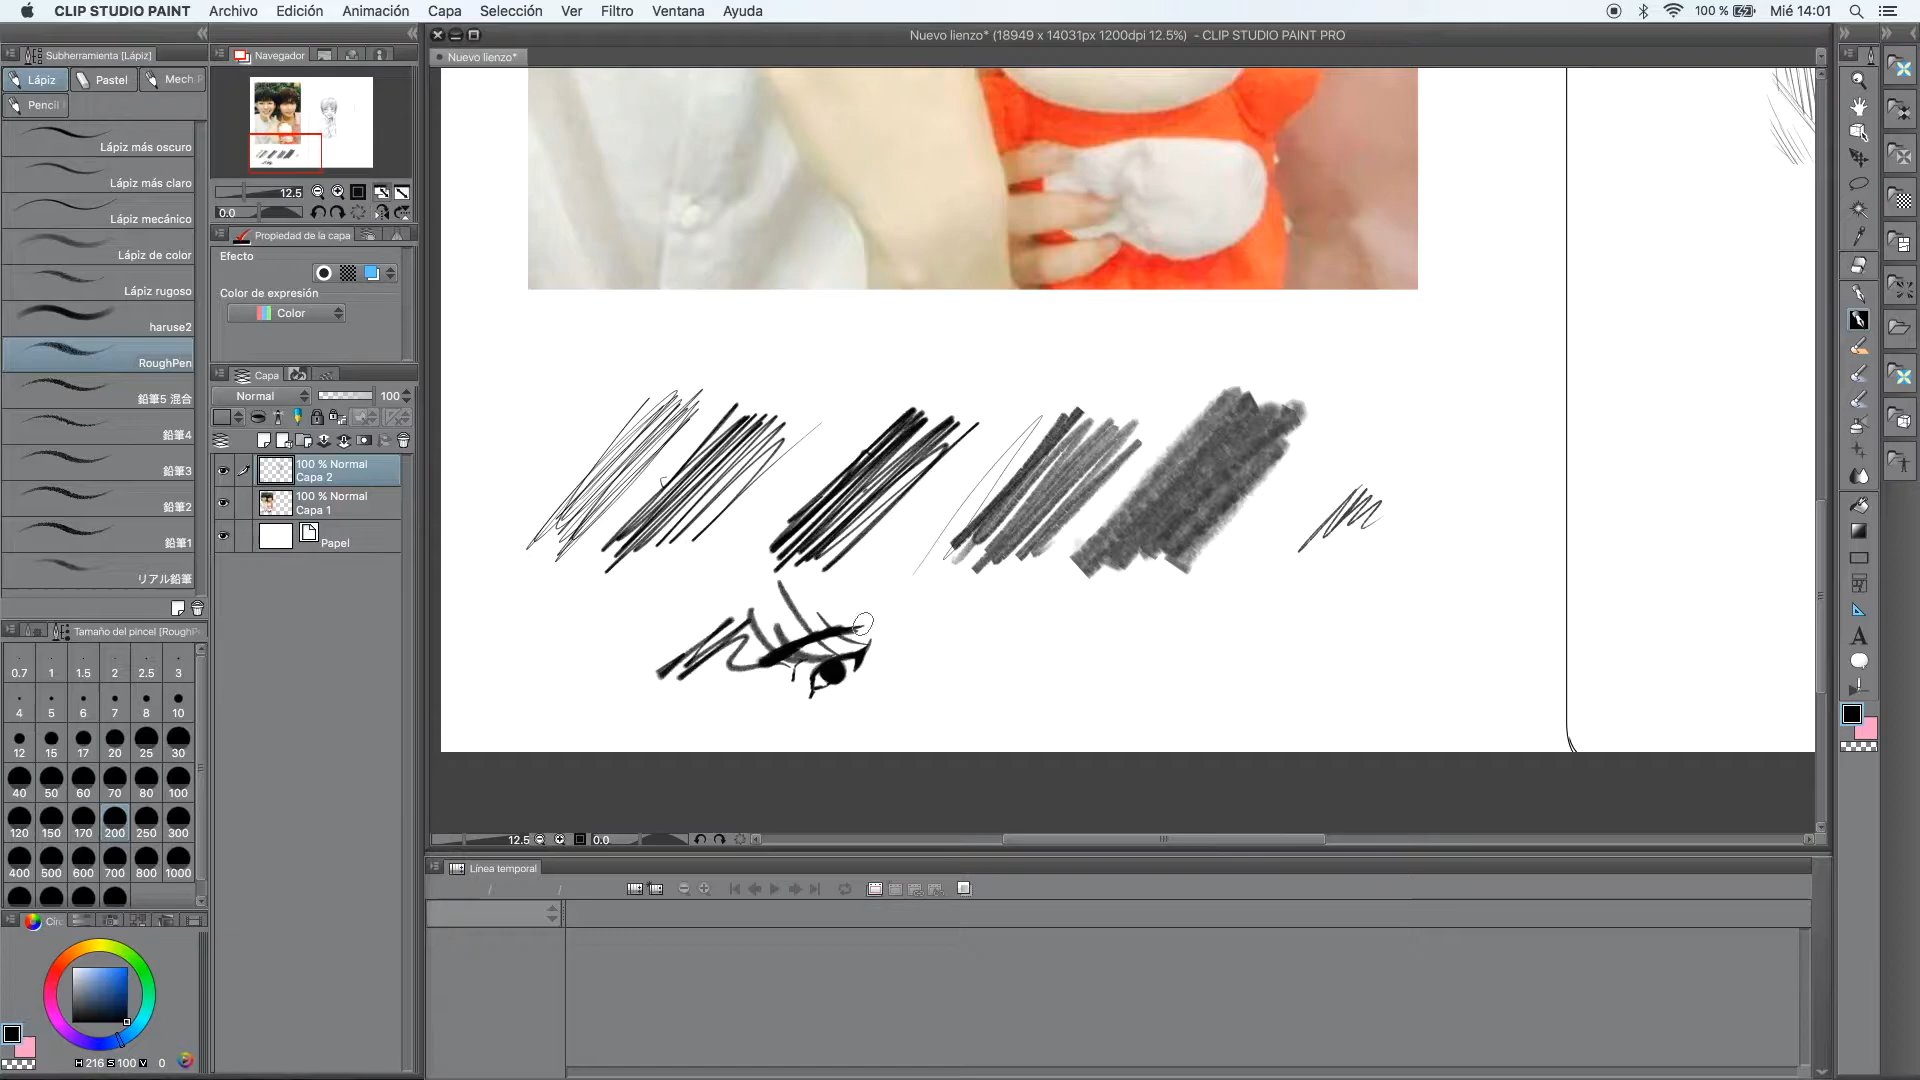 CLIP STUDIO PAINT Archivo Edición Animación Capa Selección Ver Filtro Ventana Ayuda 100 % Mié 14:01
Nuevo lienzo* (18949 x 14031px 1200dpi 12.5%) - CLIP STUDIO PAINT PRO
Nuevo lienzo*
Subherramienta [Lápiz]
Lápiz Pastel Mech P
Pencil
Lápiz más oscuro
Lápiz más claro
Lápiz mecánico
Lápiz de color
Lápiz rugoso
haruse2
RoughPen
鉛筆5 混合
鉛筆4
鉛筆3
鉛筆2
鉛筆1
リアル鉛筆
Tamaño del pincel [RoughP
0.7 1 1.5 2 2.5 3
4 5 6 7 8 10
12 15 17 20 25 30
40 50 60 70 80 100
120 150 170 200 250 300
400 500 600 700 800 1000
Círc
H 216 S 100 V 0
Navegador
12.5
0.0
Propiedad de la capa
Efecto
Color de expresión
Color
Capa
Normal 100
100 % Normal
Capa 2
100 % Normal
Capa 1
Papel
12.5 0.0
Línea temporal
/ /
A